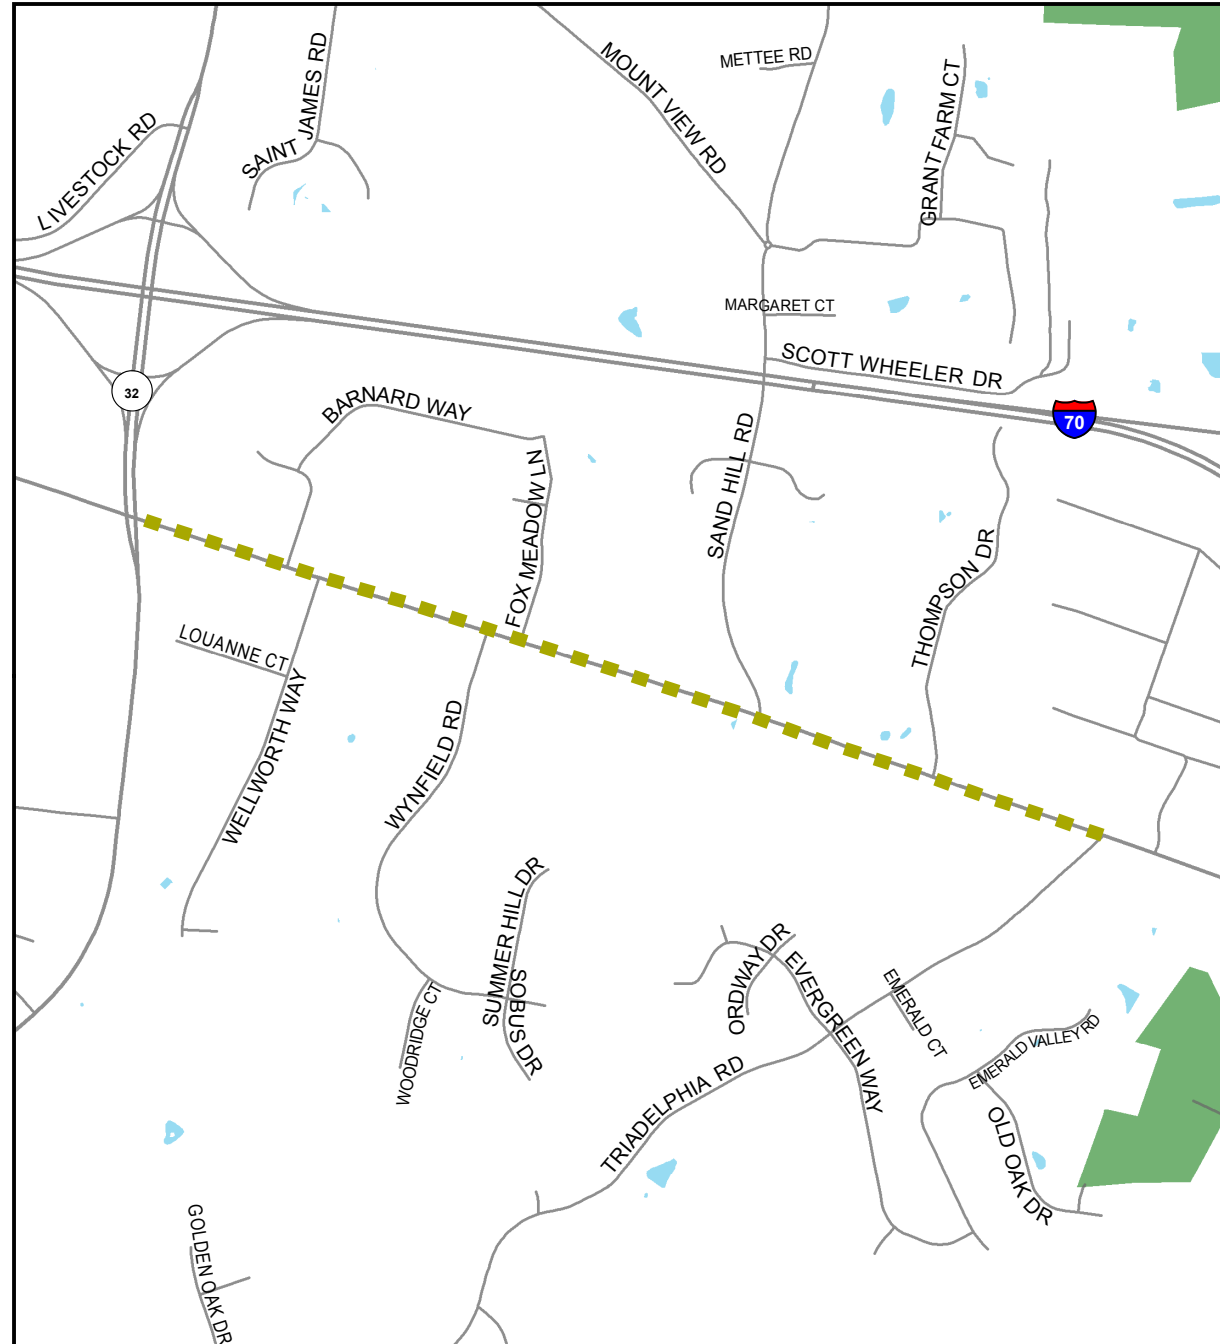 METTEE RD
MOUNT VIEW RD
SAINT JAMES RD
GRANT FARM CT
LIVESTOCK RD
MARGARET CT
SCOTT WHEELER DR
32
BARNARD WAY
70
SAND HILL RD
FOX MEADOW LN
THOMPSON DR
LOUANNE CT
WELLWORTH WAY
WYNFIELD RD
SUMMER HILL DR
SOBUS DR
WOODRIDGE CT
ORDWAY DR
EVERGREEN WAY
EMERALD CT
EMERALD VALLEY RD
TRIADELPHIA RD
OLD OAK DR
GOLDEN OAK DR